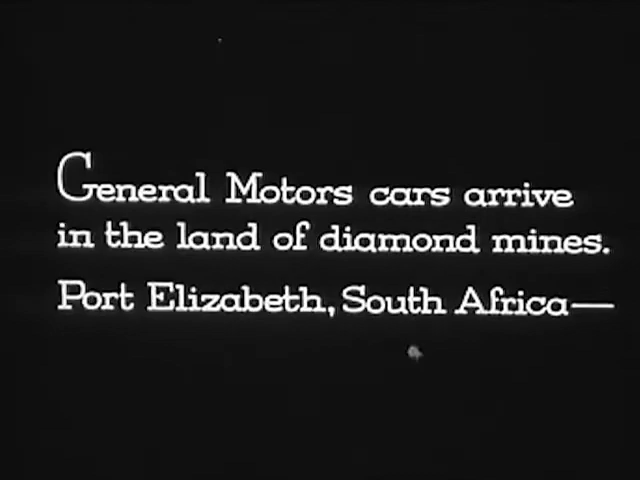 General Motors cars arrive
in the land of diamond mines.
Port Elizabeth, South Africa—